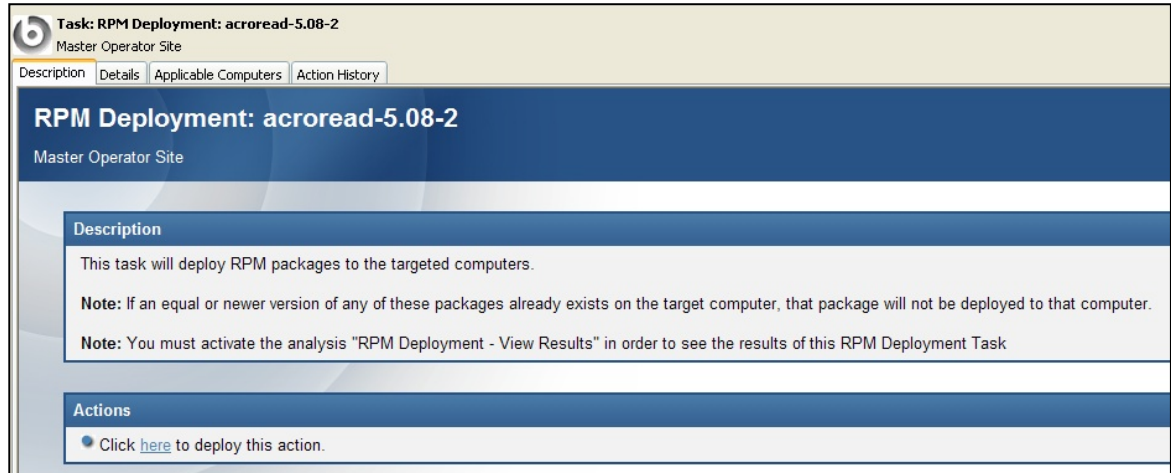 Task: RPM Deployment: acroread-5.08-2
Master Operator Site
Description Details Applicable Computers Action History
RPM Deployment: acroread-5.08-2
Master Operator Site
Description
This task will deploy RPM packages to the targeted computers.
Note: If an equal or newer version of any of these packages already exists on the target computer, that package will not be deployed to that computer.
Note: You must activate the analysis "RPM Deployment - View Results" in order to see the results of this RPM Deployment Task
Actions
Click here to deploy this action.